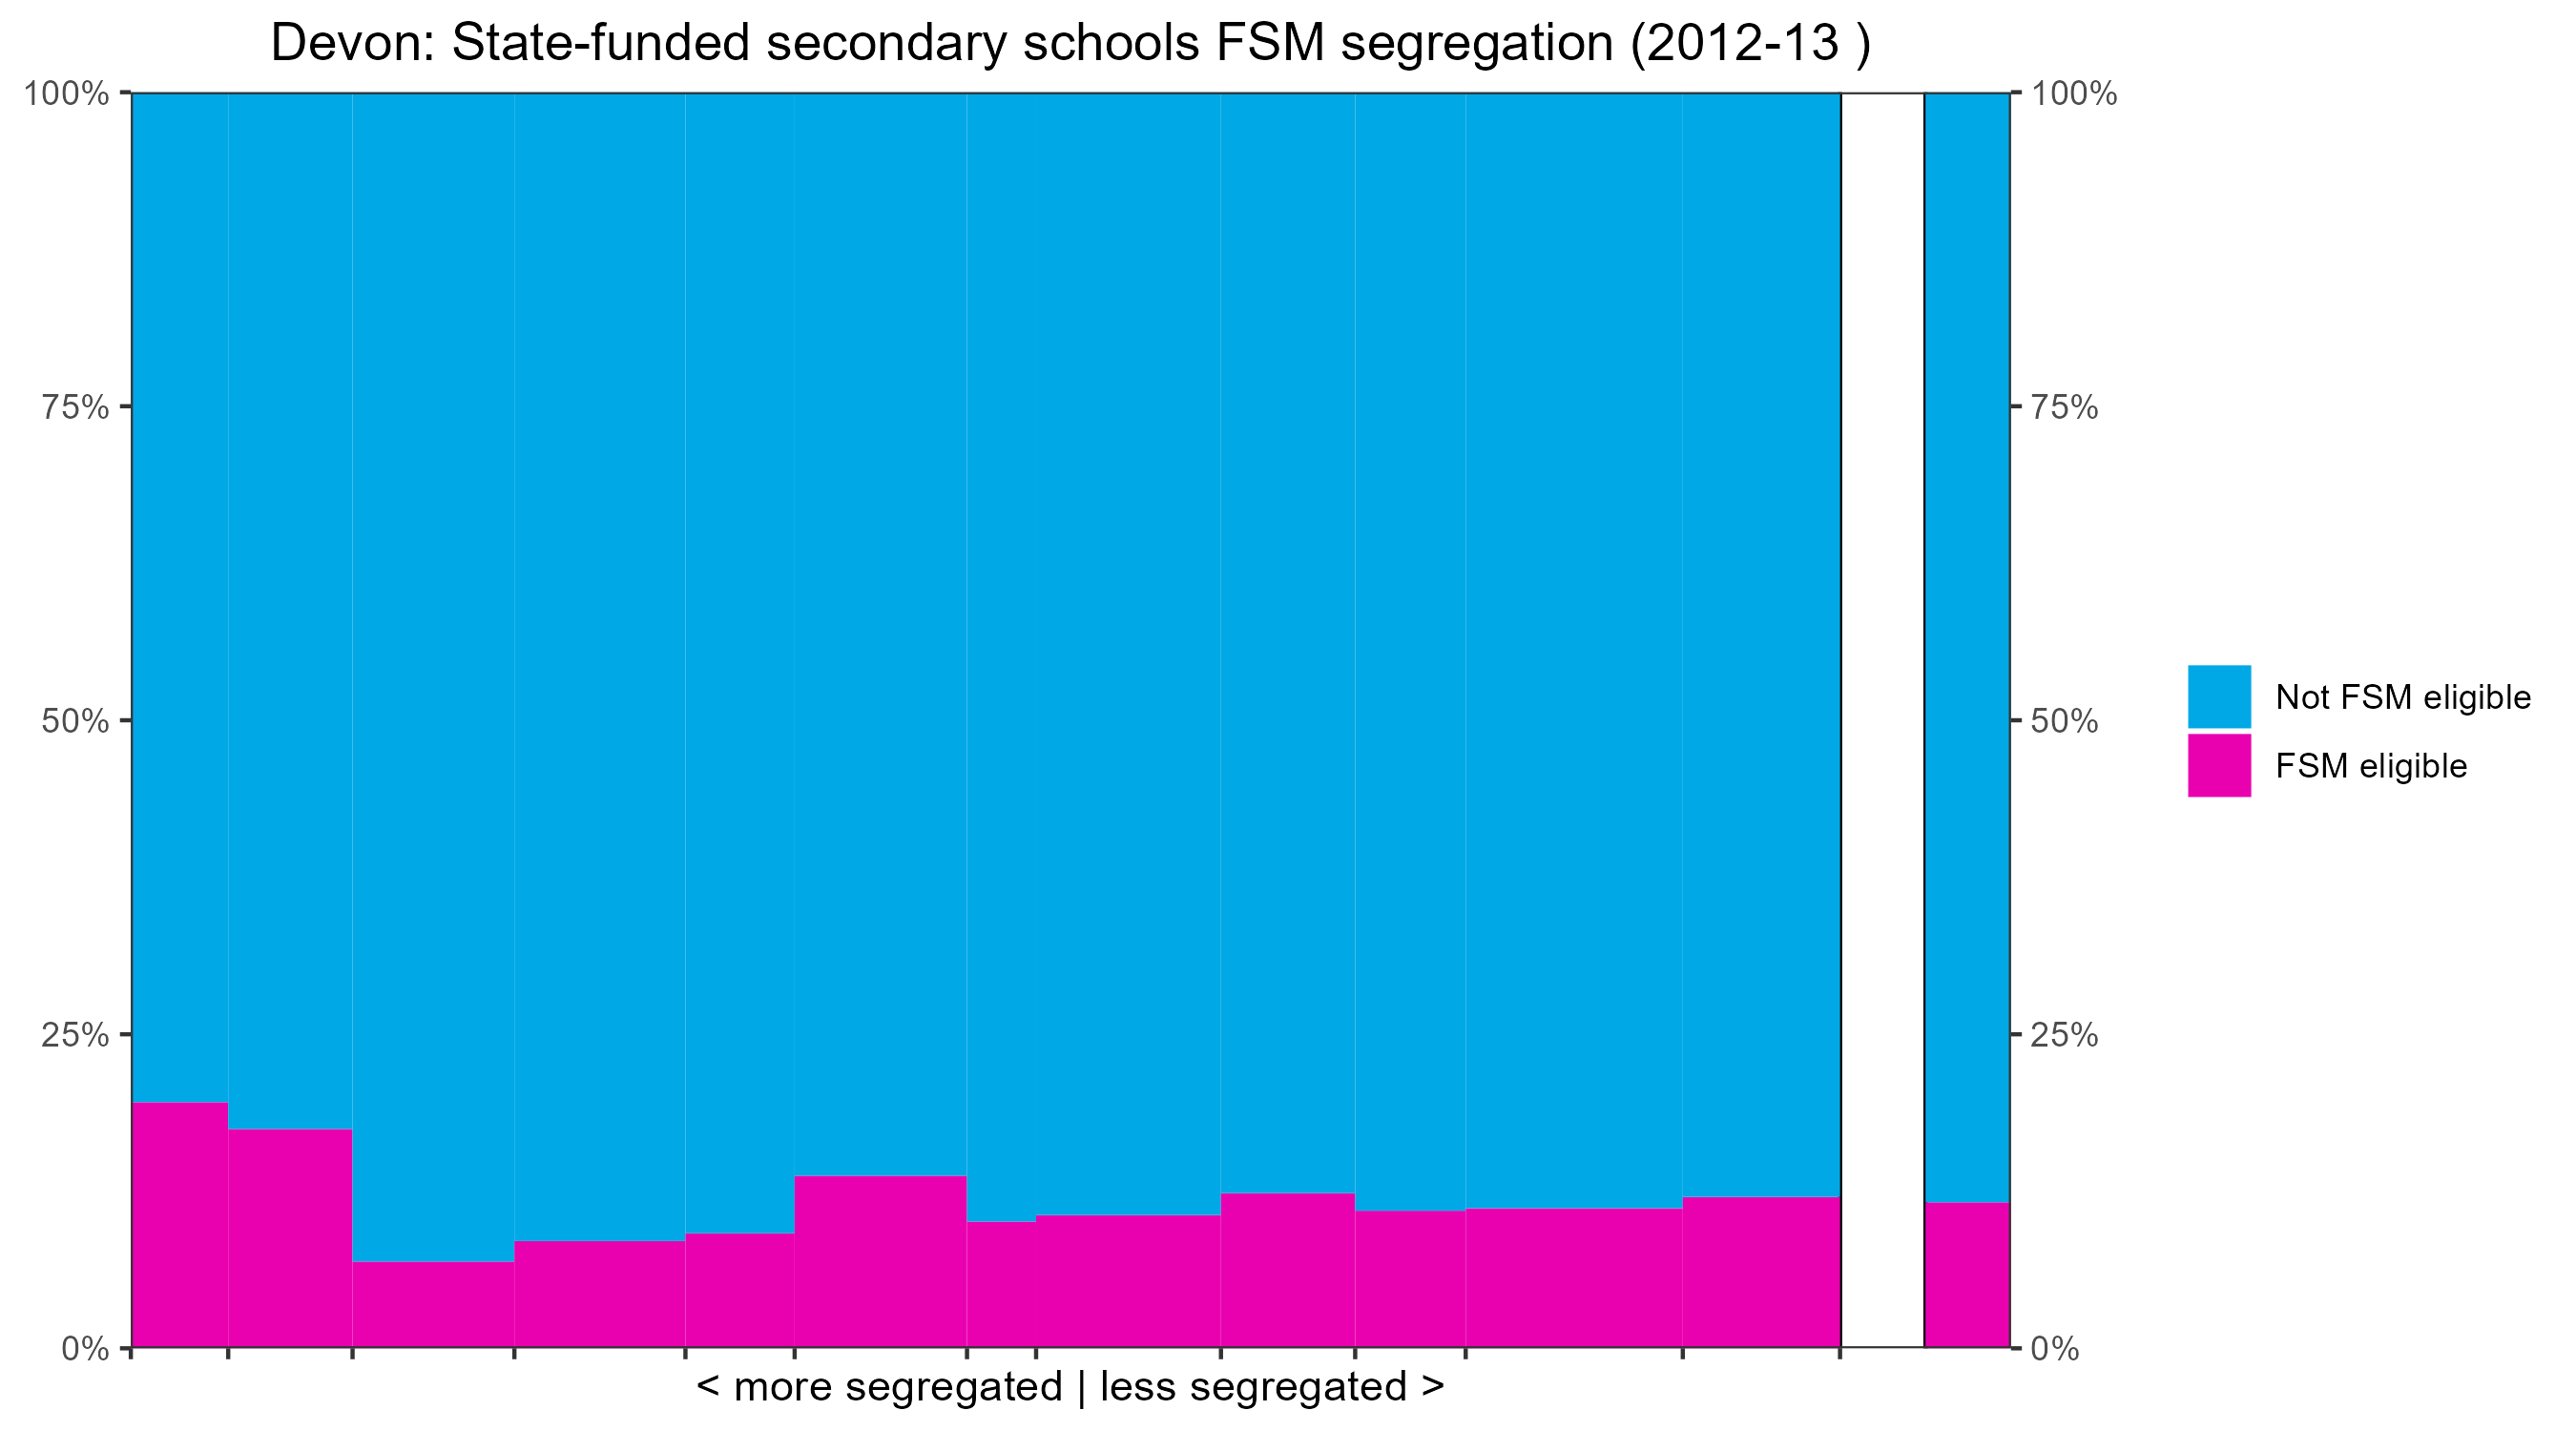 Devon: State-funded secondary schools FSM segregation (2012-13 )
100%
75%
50%
25%
0%
100%
75%
50%
25%
0%
Not FSM eligible
FSM eligible
< more segregated | less segregated >